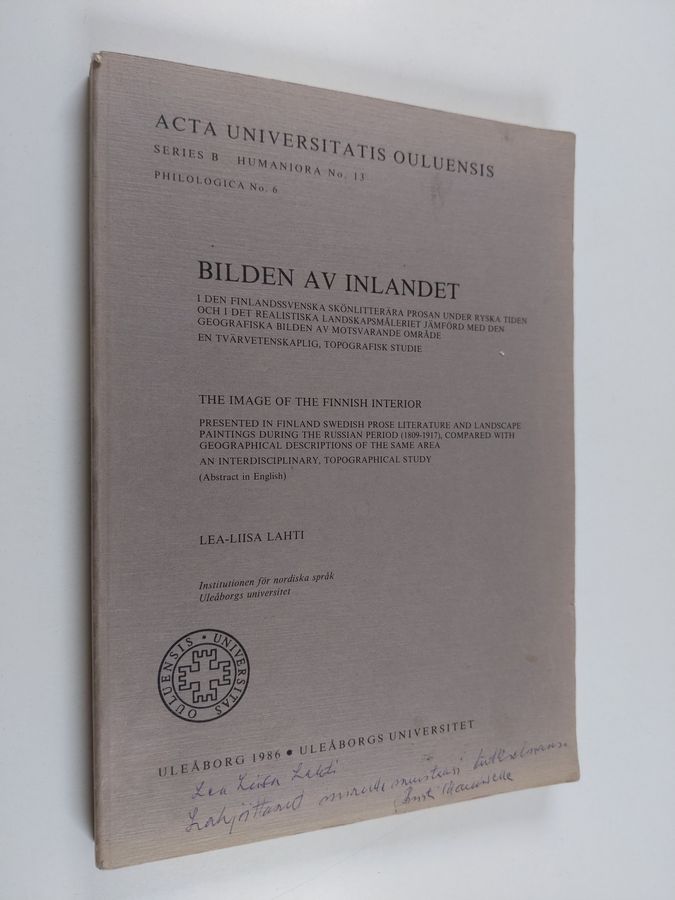 ACTA UNIVERSITATIS OULUENSIS
SERIES B HUMANIORA No. 13
PHILOLOGICA No. 6
BILDEN AV INLANDET
I DEN FINLANDSSVENSKA SKÖNLITTERÄRA PROSAN UNDER RYSKA TIDEN
OCH I DET REALISTISKA LANDSKAPSMÅLERIET JÄMFÖRD MED DEN
GEOGRAFISKA BILDEN AV MOTSVARANDE OMRÅDE
EN TVÄRVETENSKAPLIG, TOPOGRAFISK STUDIE
THE IMAGE OF THE FINNISH INTERIOR
PRESENTED IN FINLAND SWEDISH PROSE LITERATURE AND LANDSCAPE
PAINTINGS DURING THE RUSSIAN PERIOD (1809-1917), COMPARED WITH
GEOGRAPHICAL DESCRIPTIONS OF THE SAME AREA
AN INTERDISCIPLINARY, TOPOGRAPHICAL STUDY
(Abstract in English)
LEA-LIISA LAHTI
Institutionen för nordiska språk
Uleåborgs universitet
UNIVERSITAS OULUENSIS
ULEÅBORG 1986 • ULEÅBORGS UNIVERSITET
Lea Liisa Lahti
Lahjoittanut minulle